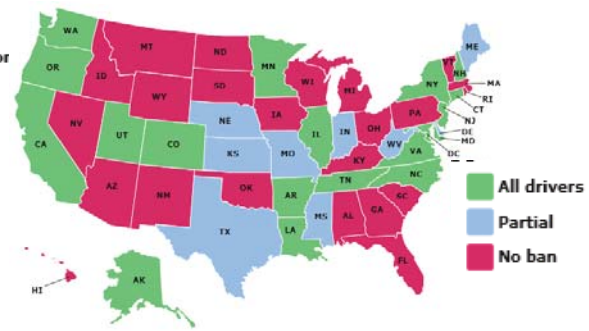 or
WA
OR
CA
NV
ID
MT
WY
UT
CO
AZ
NM
ND
SD
NE
KS
OK
TX
MN
IA
MO
AR
LA
WI
IL
MI
IN
OH
KY
TN
MS
AL
GA
FL
SC
NC
VA
WV
PA
NY
VT
NH
ME
MA
RI
CT
NJ
DE
MD
DC
AK
HI
All drivers
Partial
No ban